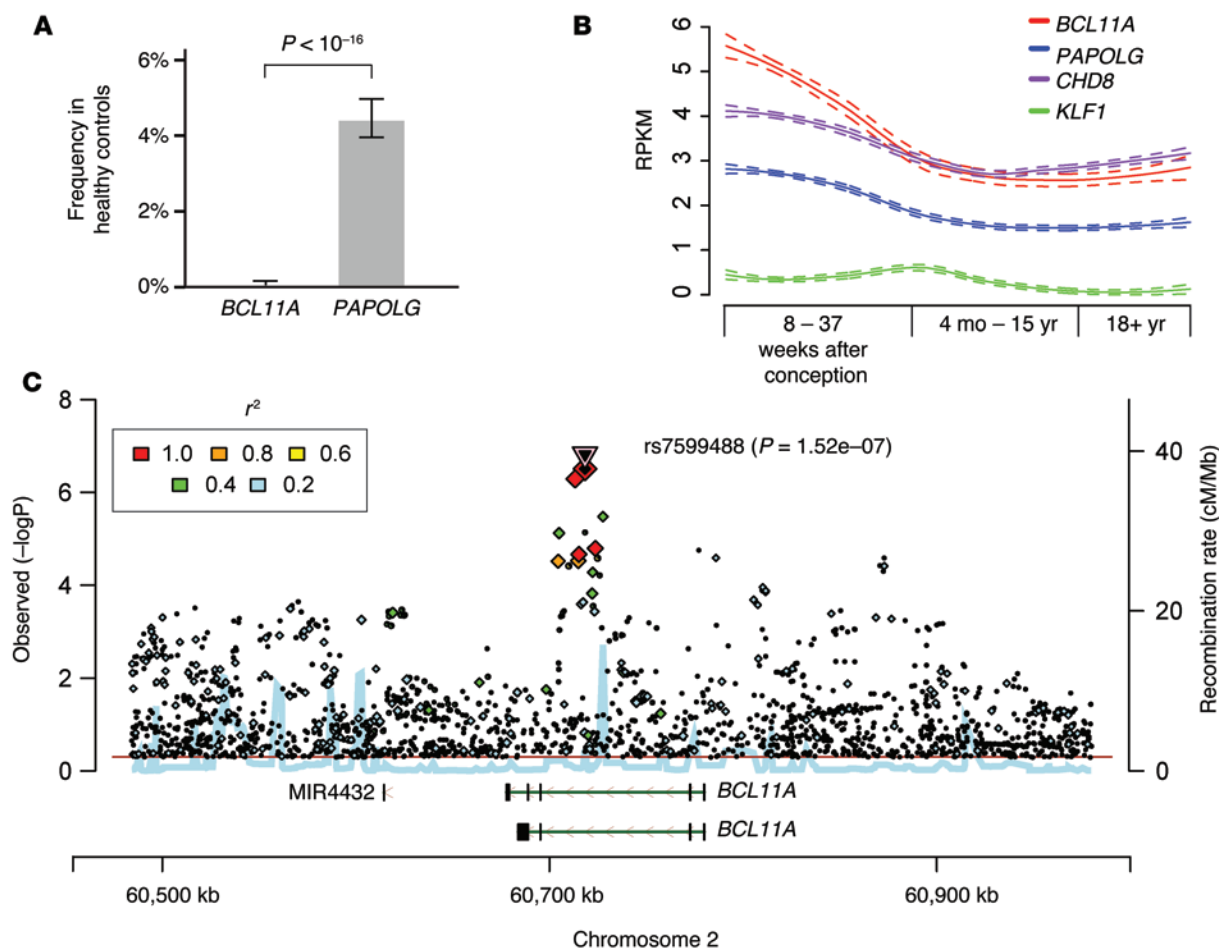 A
P < 10⁻¹⁶
6%
4%
2%
0%
Frequency in
healthy controls
BCL11A
PAPOLG
B
6
5
4
3
2
1
0
RPKM
BCL11A
PAPOLG
CHD8
KLF1
8 – 37
weeks after
conception
4 mo – 15 yr
18+ yr
C
8
6
4
2
0
Observed (–logP)
r²
1.0
0.8
0.6
0.4
0.2
rs7599488 (P = 1.52e–07)
40
20
0
Recombination rate (cM/Mb)
MIR4432
BCL11A
BCL11A
60,500 kb
60,700 kb
60,900 kb
Chromosome 2